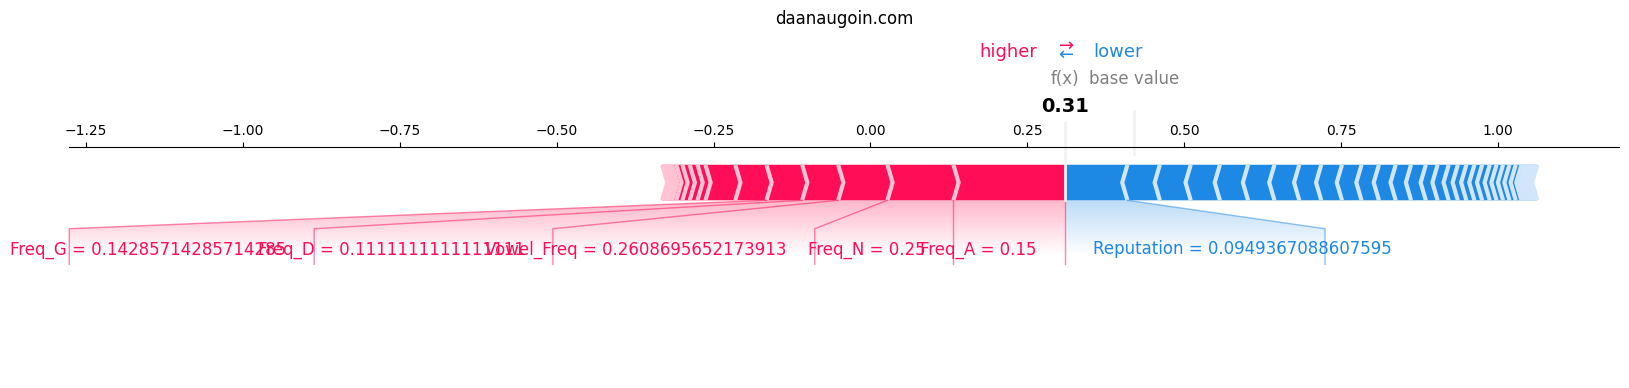 daanaugoin.com
higher ⇄ lower
f(x) base value
0.31
−1.25 −1.00 −0.75 −0.50 −0.25 0.00 0.25 0.50 0.75 1.00
Freq_G = 0.14285714285714285 Freq_D = 0.1111111111111111 Vowel_Freq = 0.2608695652173913 Freq_N = 0.25 Freq_A = 0.15 Reputation = 0.0949367088607595